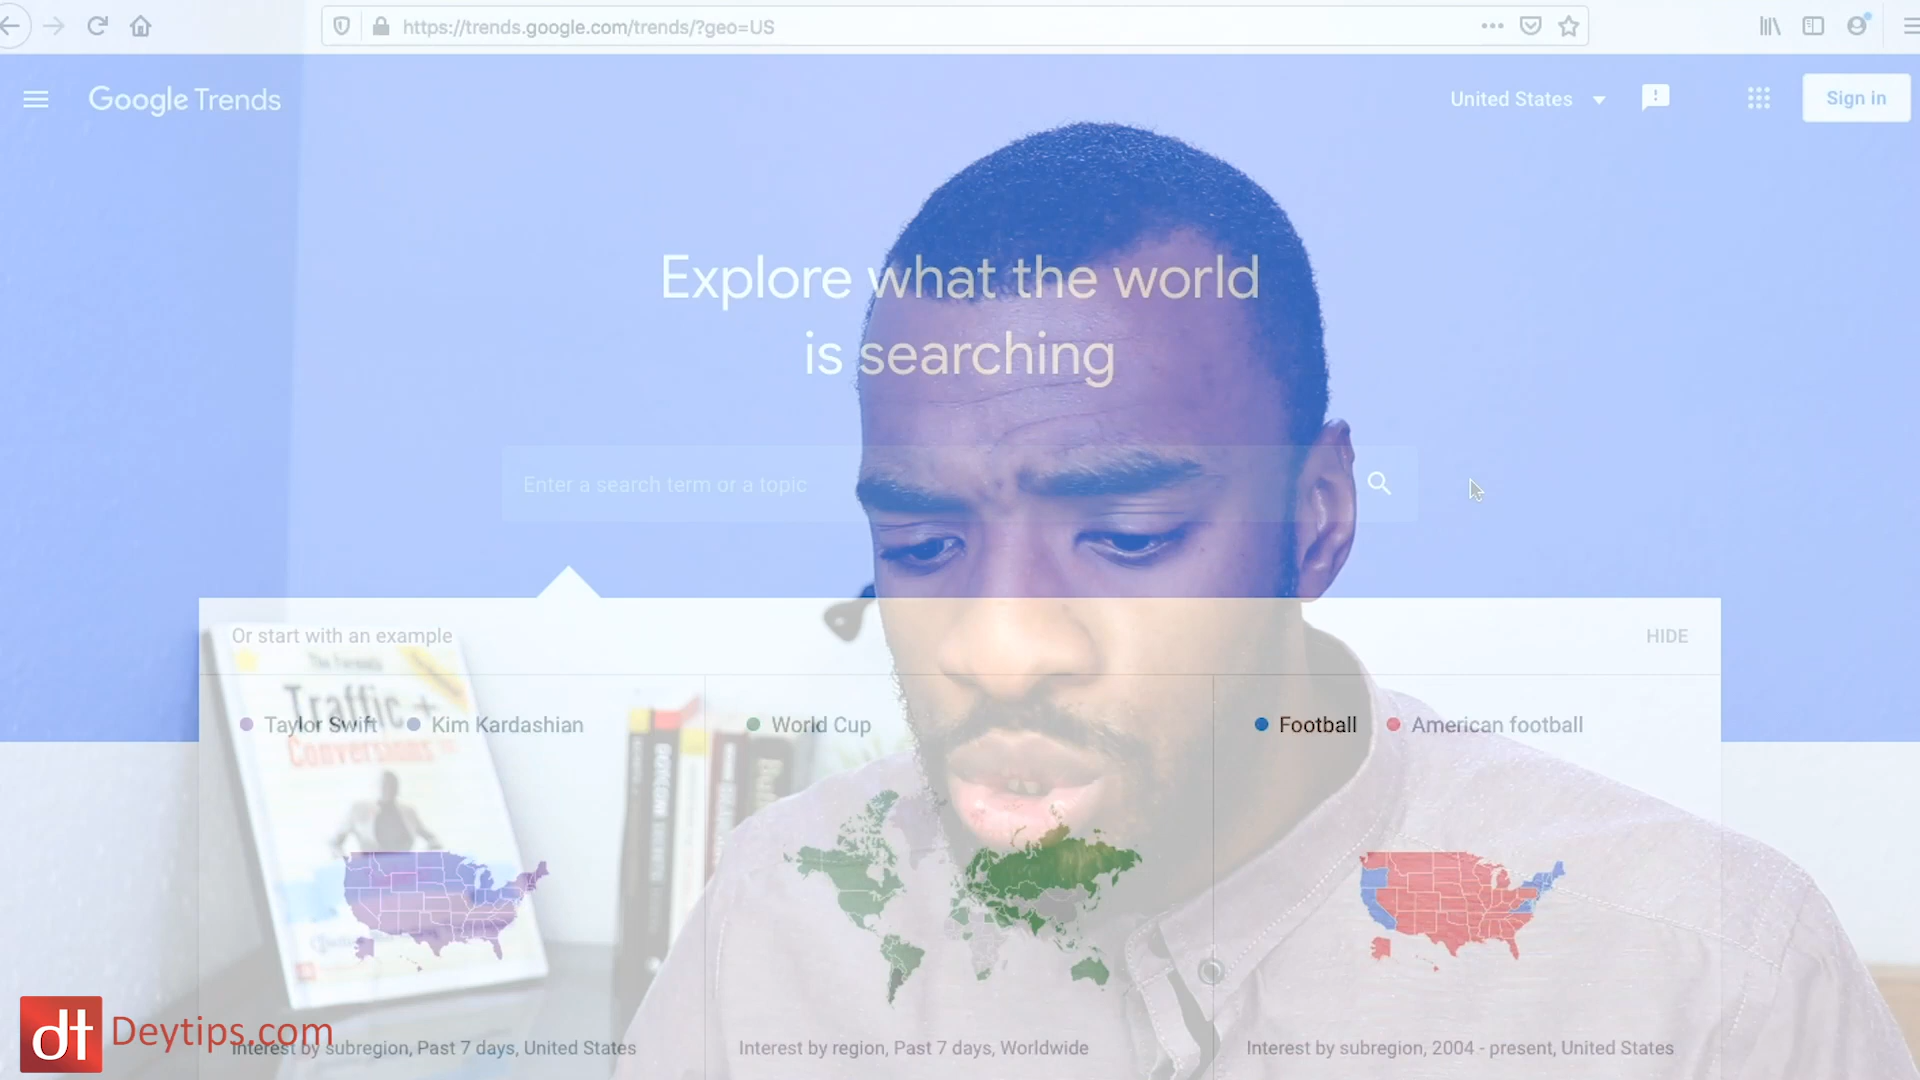 https://trends.google.com/trends/?geo=US
Google Trends
United States
Sign in
Explore what the world
is searching
Enter a search term or a topic
Or start with an example
HIDE
The Formula
Traffic +
Conversions
Taylor Swift
Kim Kardashian
World Cup
Football
American football
dt Deytips.com
Interest by subregion, Past 7 days, United States
Interest by region, Past 7 days, Worldwide
Interest by subregion, 2004 - present, United States